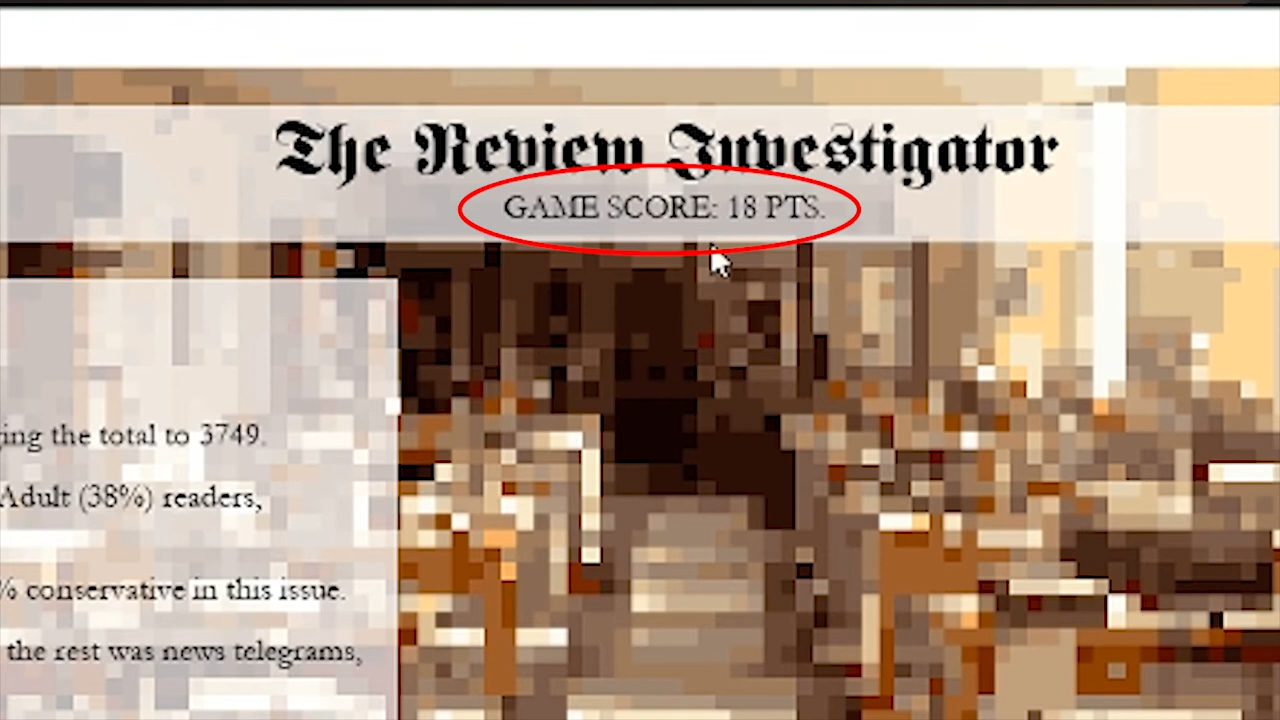 The Review Investigator
GAME SCORE: 18 PTS.
ging the total to 3749.
Adult (38%) readers,
% conservative in this issue.
the rest was news telegrams,